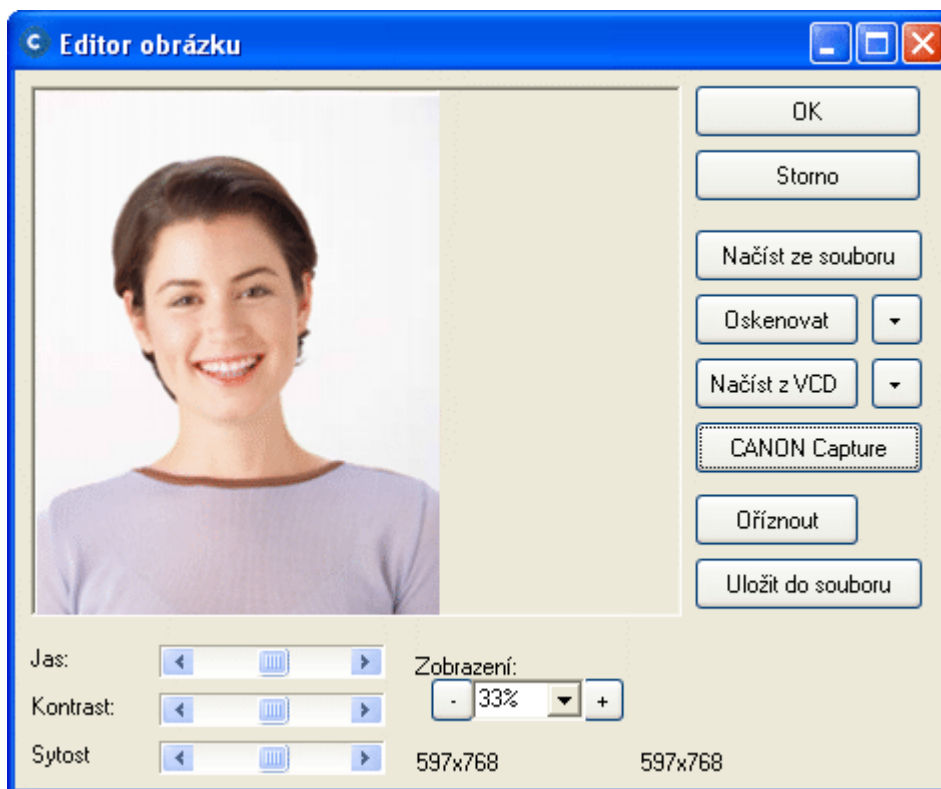 Editor obrázku
OK
Storno
Načíst ze souboru
Oskenovat
Načíst z VCD
CANON Capture
Oříznout
Uložit do souboru
Jas:
Kontrast:
Sytost
Zobrazení:
- 33% +
597x768 597x768